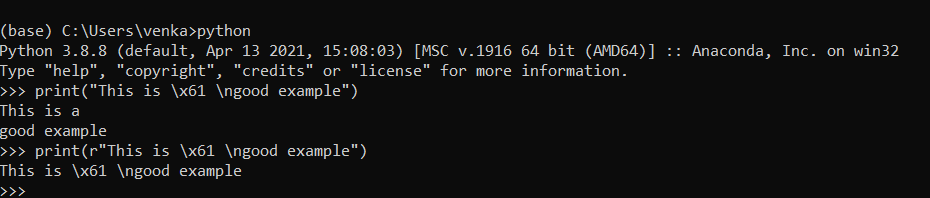 (base) C:\Users\venka>python
Python 3.8.8 (default, Apr 13 2021, 15:08:03) [MSC v.1916 64 bit (AMD64)] :: Anaconda, Inc. on win32
Type "help", "copyright", "credits" or "license" for more information.
>>> print("This is \x61 \ngood example")
This is a
good example
>>> print(r"This is \x61 \ngood example")
This is \x61 \ngood example
>>>